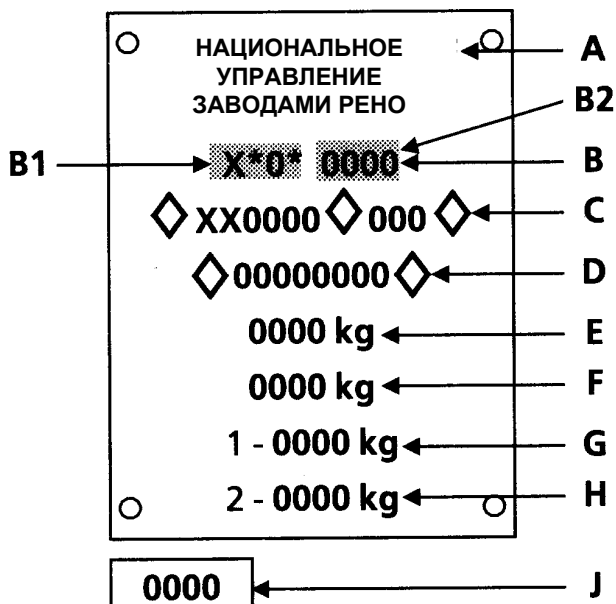 НАЦИОНАЛЬНОЕ
УПРАВЛЕНИЕ
ЗАВОДАМИ РЕНО
A
B2
B1
X*0* 0000
B
XX0000 000
C
00000000
D
0000 kg
E
0000 kg
F
1 - 0000 kg
G
2 - 0000 kg
H
0000
J